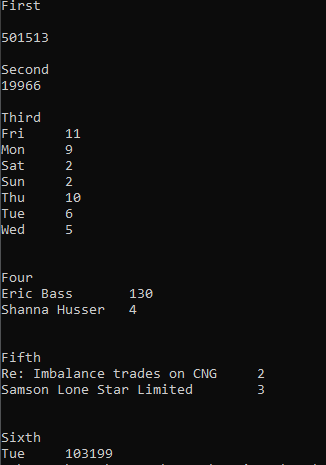 First
501513
Second
19966
Third
Fri 11
Mon 9
Sat 2
Sun 2
Thu 10
Tue 6
Wed 5
Four
Eric Bass 130
Shanna Husser 4
Fifth
Re: Imbalance trades on CNG 2
Samson Lone Star Limited 3
Sixth
Tue 103199